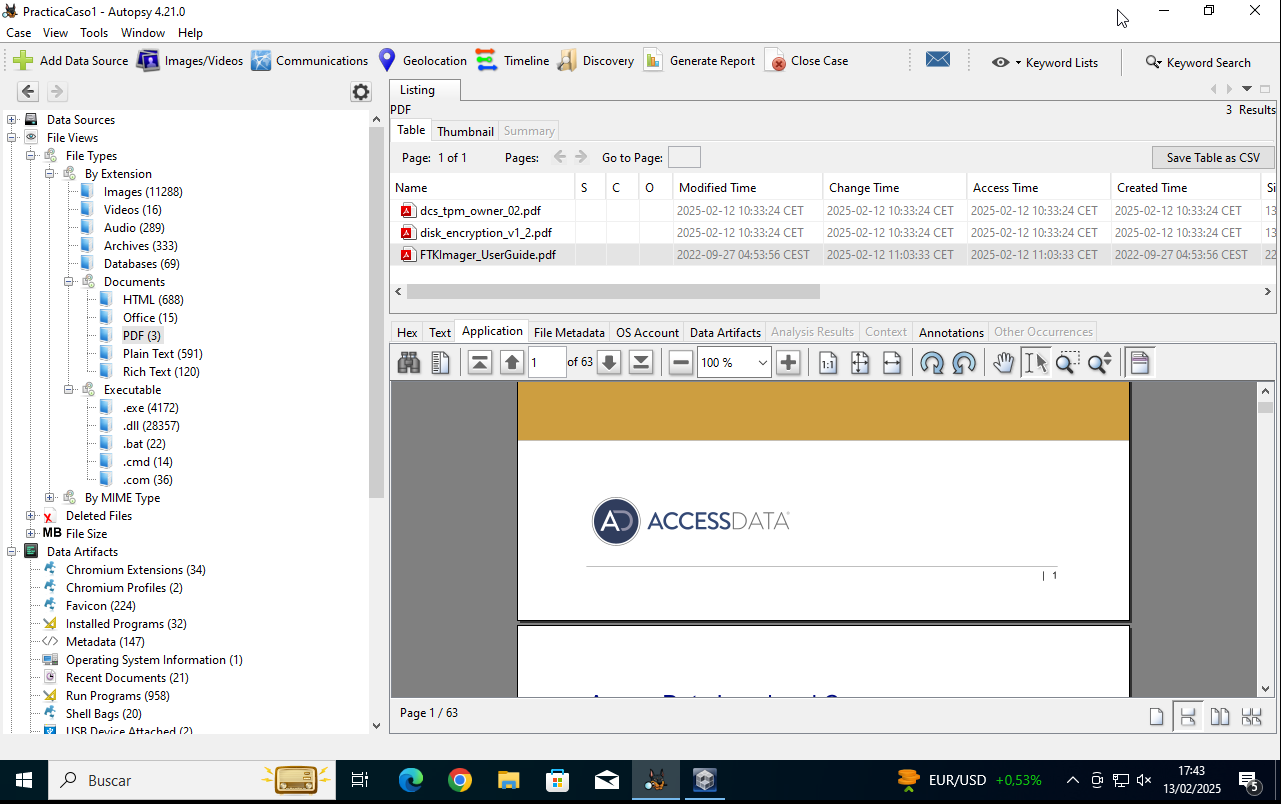 PracticaCaso1 - Autopsy 4.21.0
Case View Tools Window Help
Add Data Source Images/Videos Communications Geolocation Timeline Discovery Generate Report Close Case Keyword Lists Keyword Search
Data Sources
File Views
File Types
By Extension
Images (11288)
Videos (16)
Audio (289)
Archives (333)
Databases (69)
Documents
HTML (688)
Office (15)
PDF (3)
Plain Text (591)
Rich Text (120)
Executable
.exe (4172)
.dll (28357)
.bat (22)
.cmd (14)
.com (36)
By MIME Type
Deleted Files
MB File Size
Data Artifacts
Chromium Extensions (34)
Chromium Profiles (2)
Favicon (224)
Installed Programs (32)
Metadata (147)
Operating System Information (1)
Recent Documents (21)
Run Programs (958)
Shell Bags (20)
USB Device Attached (2)
Listing
PDF 3 Results
Table Thumbnail Summary
Page: 1 of 1 Pages: Go to Page: Save Table as CSV
Name S C O Modified Time Change Time Access Time Created Time Si
dcs_tpm_owner_02.pdf 2025-02-12 10:33:24 CET 2025-02-12 10:33:24 CET 2025-02-12 10:33:24 CET 2025-02-12 10:33:24 CET 13
disk_encryption_v1_2.pdf 2025-02-12 10:33:24 CET 2025-02-12 10:33:24 CET 2025-02-12 10:33:24 CET 2025-02-12 10:33:24 CET 13
FTKImager_UserGuide.pdf 2022-09-27 04:53:56 CEST 2025-02-12 11:03:33 CET 2025-02-12 11:03:33 CET 2022-09-27 04:53:56 CEST 22
Hex Text Application File Metadata OS Account Data Artifacts Analysis Results Context Annotations Other Occurrences
1 of 63 100 % 1:1
AD ACCESSDATA
| 1
Page 1 / 63
Buscar
EUR/USD +0,53%
17:43
13/02/2025
5